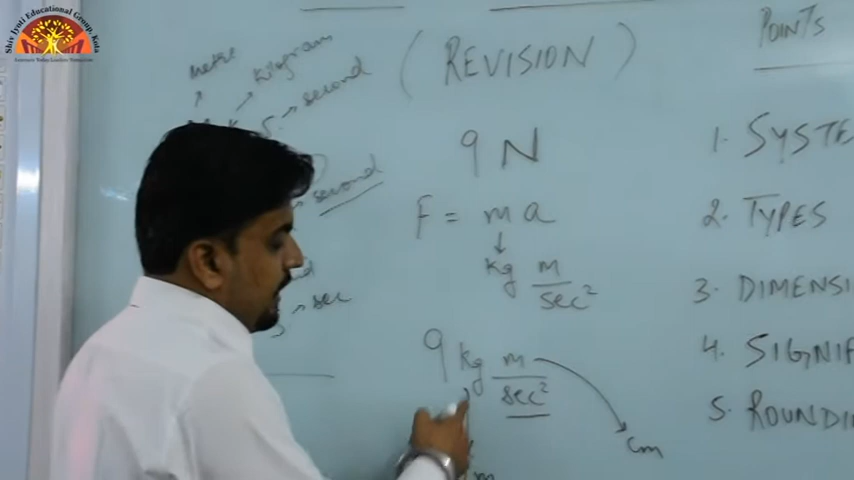 Shiv Jyoti Educational Group, Kota
(REVISION)
POINTS
metre
kilogram
S → second
second
→ sec
9 N
F = ma
kg m/sec²
9 kg m/sec²
cm
m
1. SYSTE
2. TYPES
3. DIMENSI
4. SIGNIF
5. ROUNDI